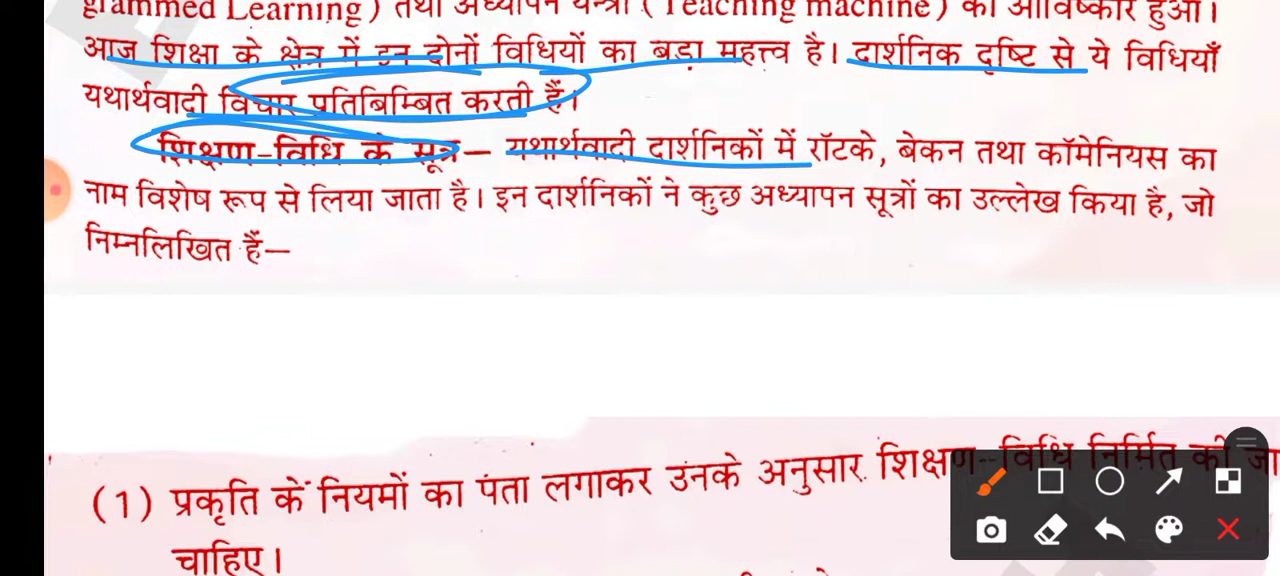 grammed Learning) तथा अध्यापन यन्त्रों (Teaching machine) का आविष्कार हुआ।
आज शिक्षा के क्षेत्र में इन दोनों विधियों का बड़ा महत्त्व है। दार्शनिक दृष्टि से ये विधियाँ
यथार्थवादी विचार प्रतिबिम्बित करती हैं।
शिक्षण-विधि के सूत्र— यथार्थवादी दार्शनिकों में रॉटके, बेकन तथा कॉमेनियस का
नाम विशेष रूप से लिया जाता है। इन दार्शनिकों ने कुछ अध्यापन सूत्रों का उल्लेख किया है, जो
निम्नलिखित हैं—
(1) प्रकृति के नियमों का पता लगाकर उनके अनुसार शिक्षण-विधि निर्मित की जा
चाहिए।